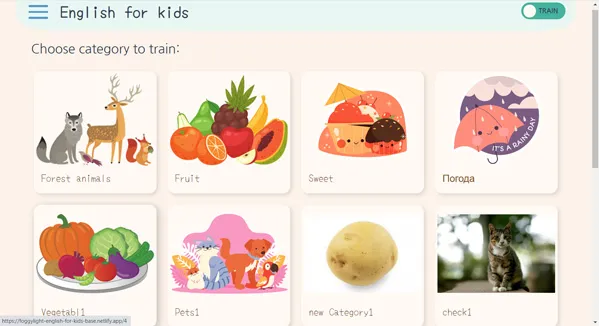 English for kids
TRAIN
Choose category to train:
Forest animals
Fruit
Sweet
IT'S A RAINY DAY
Погода
Vegetabl1
Pets1
new Category1
check1
https://foggylight-english-for-kids-base.netlify.app/4